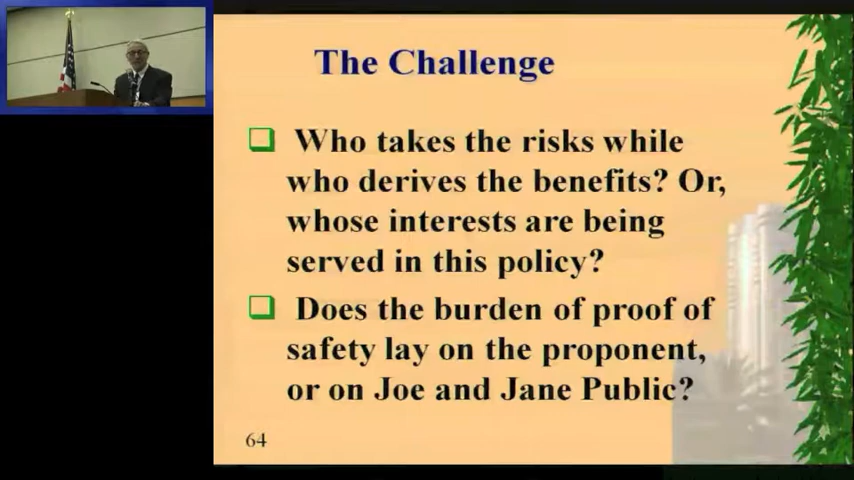 The Challenge
Who takes the risks while
who derives the benefits? Or,
whose interests are being
served in this policy?
Does the burden of proof of
safety lay on the proponent,
or on Joe and Jane Public?
64